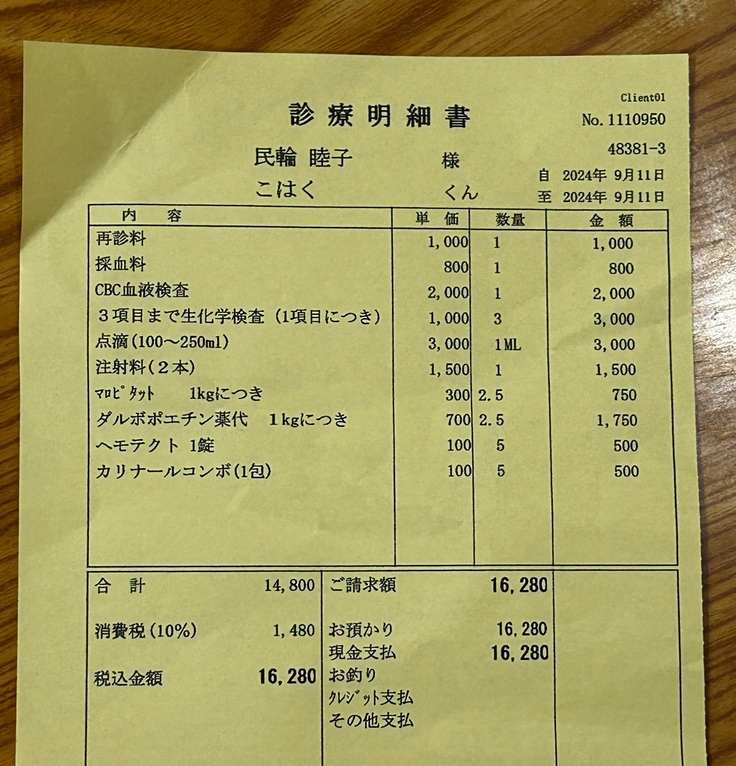 Client01
診療明細書
No. 1110950
48381-3
民輪 睦子 様
こはく くん
自 2024年 9月11日
至 2024年 9月11日
内 容 単 価 数量 金 額
再診料 1,000 1 1,000
採血料 800 1 800
CBC血液検査 2,000 1 2,000
３項目まで生化学検査（1項目につき） 1,000 3 3,000
点滴(100～250ml) 3,000 1ML 3,000
注射料(２本) 1,500 1 1,500
ﾏﾛﾋﾟﾀｯﾄ 1kgにつき 300 2.5 750
ダルボポエチン薬代 １kgにつき 700 2.5 1,750
ヘモテクト 1錠 100 5 500
カリナールコンボ(1包) 100 5 500
合 計 14,800 ご請求額 16,280
消費税(10%) 1,480 お預かり 16,280
現金支払 16,280
税込金額 16,280 お釣り
ｸﾚｼﾞｯﾄ支払
その他支払